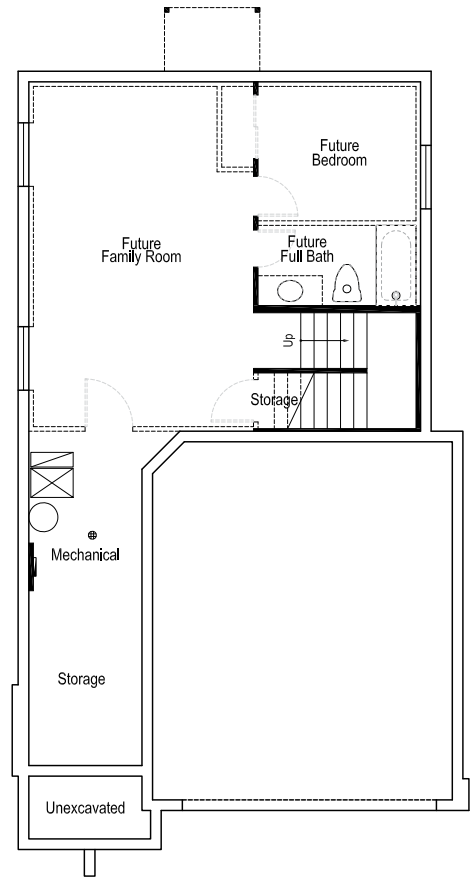 Future
Bedroom
Future
Family Room
Future
Full Bath
Up
Storage
Mechanical
Storage
Unexcavated